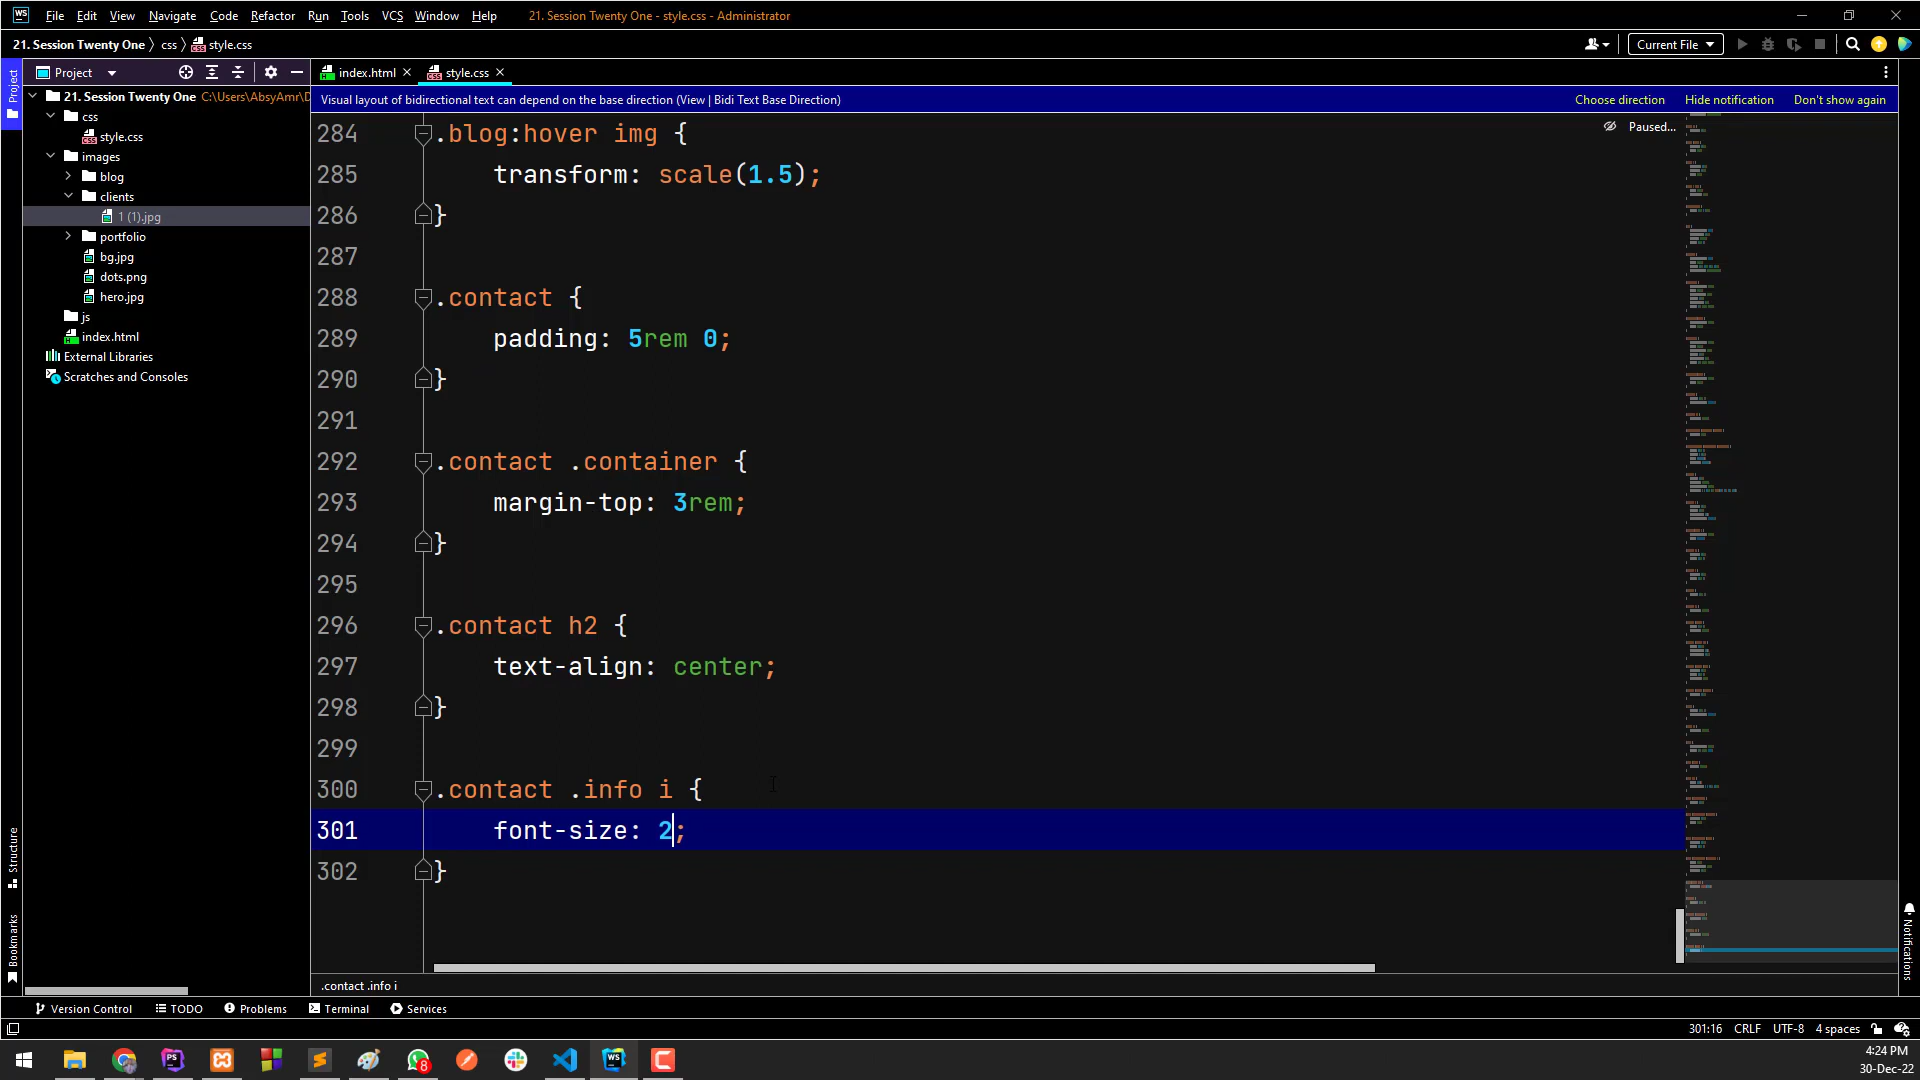 File Edit View Navigate Code Refactor Run Tools VCS Window Help 21. Session Twenty One - style.css - Administrator
21. Session Twenty One css style.css
Current File
Project
index.html
style.css
21. Session Twenty One C:\Users\AbsyAmr\D
css
style.css
images
blog
clients
1 (1).jpg
portfolio
bg.jpg
dots.png
hero.jpg
js
index.html
External Libraries
Scratches and Consoles
Project
Structure
Bookmarks
Visual layout of bidirectional text can depend on the base direction (View | Bidi Text Base Direction) Choose direction Hide notification Don't show again
Paused...
284 .blog:hover img {
285 transform: scale(1.5);
286 }
287
288 .contact {
289 padding: 5rem 0;
290 }
291
292 .contact .container {
293 margin-top: 3rem;
294 }
295
296 .contact h2 {
297 text-align: center;
298 }
299
300 .contact .info i {
301 font-size: 2;
302 }
.contact .info i
Notifications
Version Control TODO Problems Terminal Services
301:16 CRLF UTF-8 4 spaces
8
4:24 PM
30-Dec-22